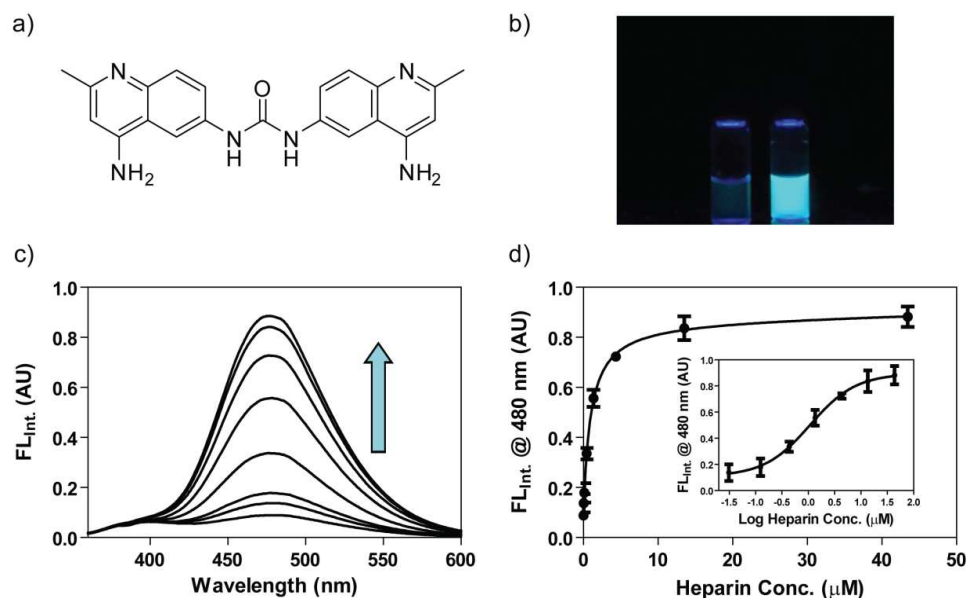 a)
N
N
O
N
H
N
H
NH2
NH2
b)
c)
1.0
0.8
0.6
0.4
0.2
0.0
FLInt. (AU)
400
450
500
550
600
Wavelength (nm)
d)
1.0
0.8
0.6
0.4
0.2
0.0
FLInt. @ 480 nm (AU)
0
10
20
30
40
50
Heparin Conc. (μM)
1.0
0.8
0.6
0.4
0.2
0.0
FLInt. @ 480 nm (AU)
-1.5 -1.0 -0.5 0.0 0.5 1.0 1.5 2.0
Log Heparin Conc. (μM)